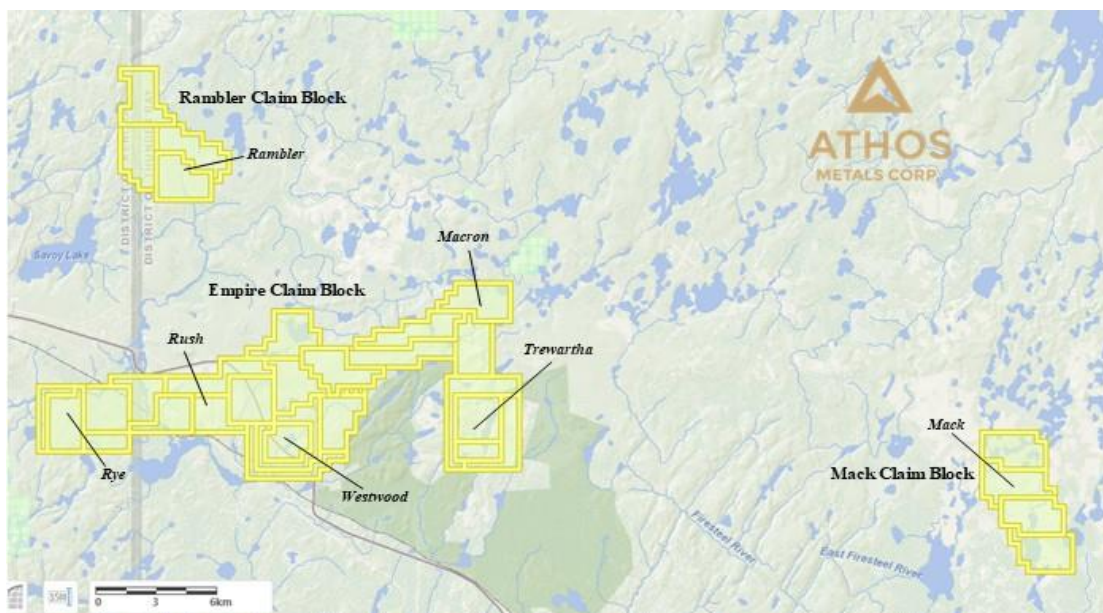 Rambler Claim Block
Rambler
ATHOS
METALS CORP
DISTRICT O
Savoy Lake
Macron
Empire Claim Block
Rush
Trewartha
Mack
Mack Claim Block
Rye
Westwood
Firesteel River
East Firesteel River
0 3 6km